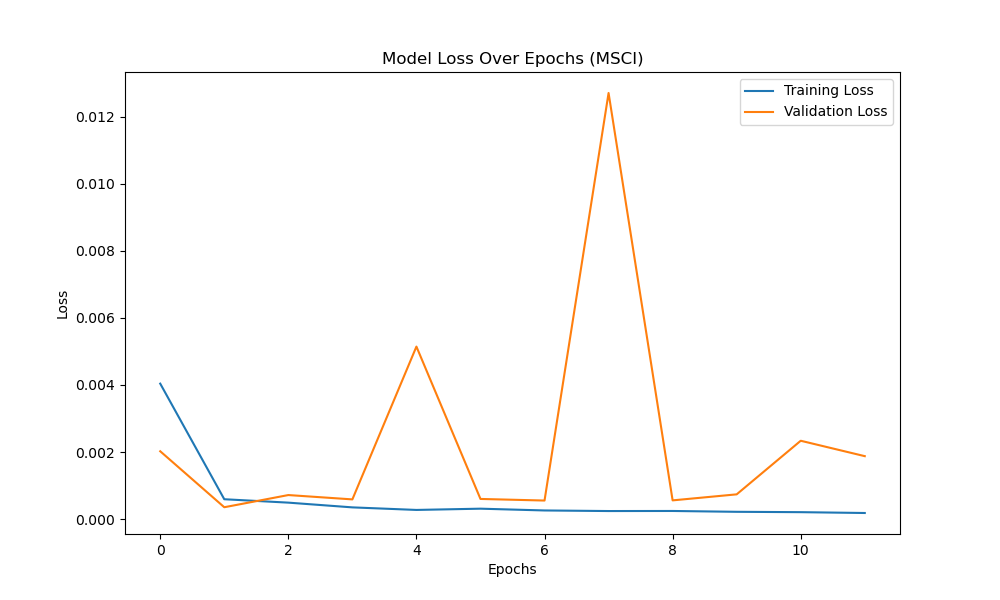 Model Loss Over Epochs (MSCI)
Training Loss
Validation Loss
0.012
0.010
0.008
0.006
0.004
0.002
0.000
Loss
0 2 4 6 8 10
Epochs